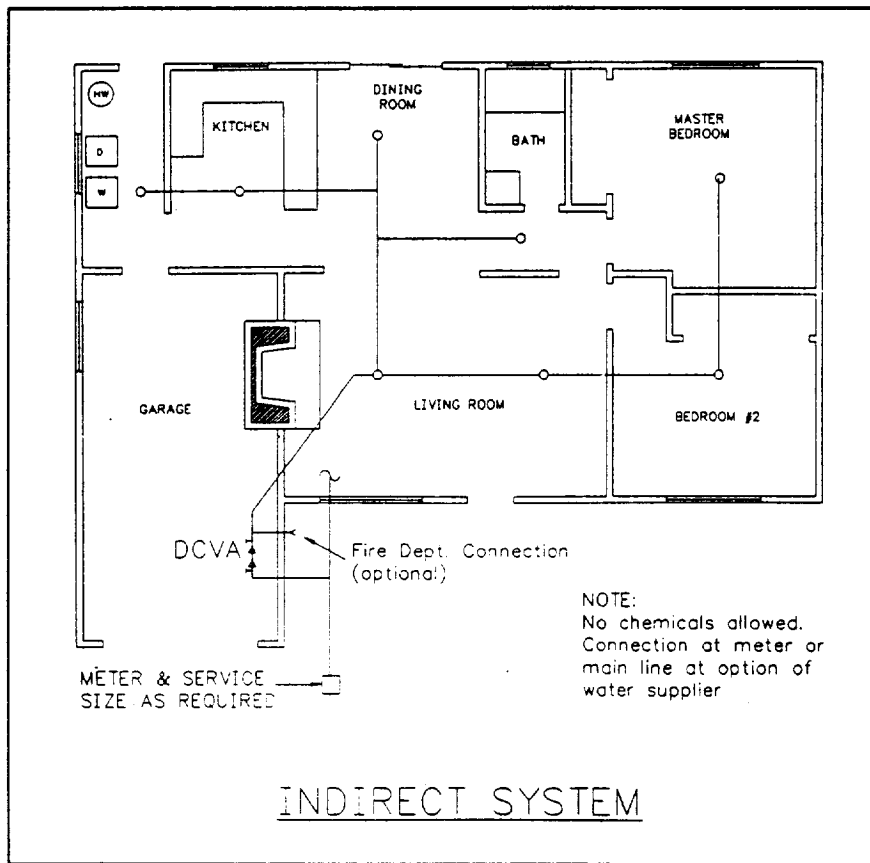 HW
D
W
KITCHEN
DINING
ROOM
BATH
MASTER
BEDROOM
GARAGE
LIVING ROOM
BEDROOM #2
DCVA
Fire Dept. Connection
(optional)
NOTE:
No chemicals allowed.
Connection at meter or
main line at option of
water supplier
METER & SERVICE
SIZE AS REQUIRED
INDIRECT SYSTEM